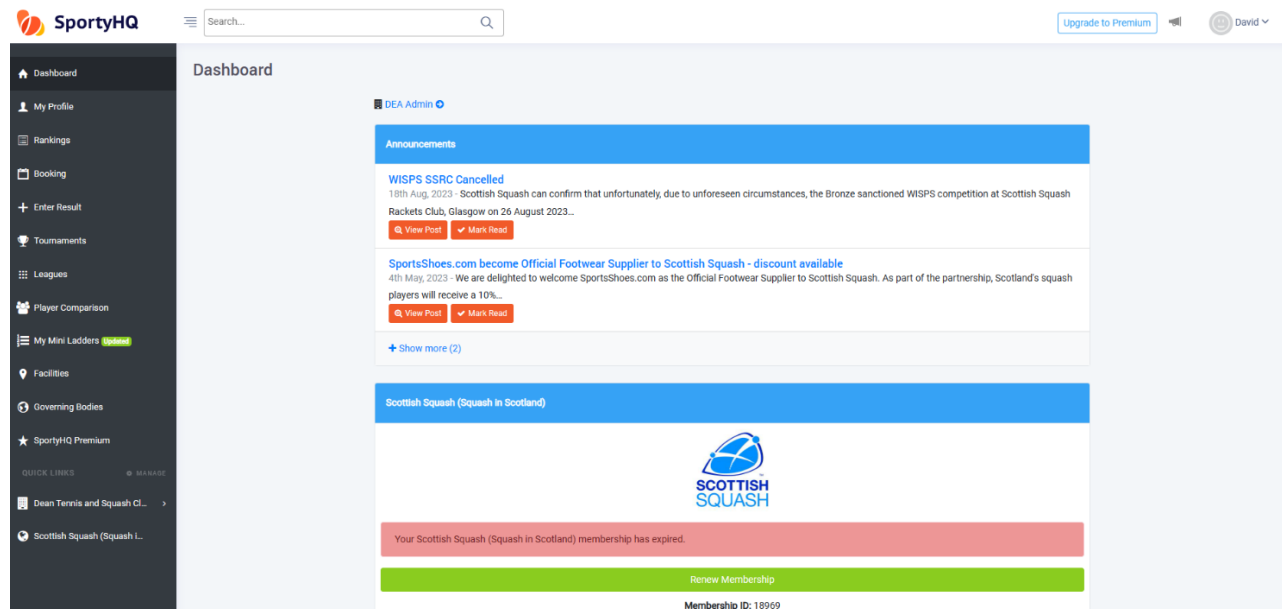 SportyHQ
Search...
Upgrade to Premium
David
Dashboard
My Profile
Rankings
Booking
Enter Result
Tournaments
Leagues
Player Comparison
My Mini Ladders Updated
Facilities
Governing Bodies
SportyHQ Premium
QUICK LINKS MANAGE
Dean Tennis and Squash Cl...
Scottish Squash (Squash i...
Dashboard
DEA Admin
Announcements
WISPS SSRC Cancelled
18th Aug, 2023 - Scottish Squash can confirm that unfortunately, due to unforeseen circumstances, the Bronze sanctioned WISPS competition at Scottish Squash
Rackets Club, Glasgow on 26 August 2023...
View Post Mark Read
SportsShoes.com become Official Footwear Supplier to Scottish Squash - discount available
4th May, 2023 - We are delighted to welcome SportsShoes.com as the Official Footwear Supplier to Scottish Squash. As part of the partnership, Scotland's squash
players will receive a 10%...
View Post Mark Read
+ Show more (2)
Scottish Squash (Squash in Scotland)
SCOTTISH
SQUASH
Your Scottish Squash (Squash in Scotland) membership has expired.
Renew Membership
Membership ID: 18969